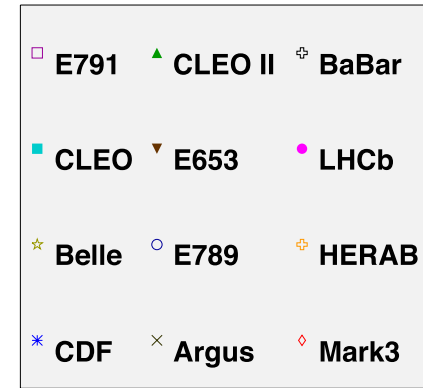 E791 CLEO II BaBar
CLEO E653 LHCb
Belle E789 HERAB
CDF Argus Mark3